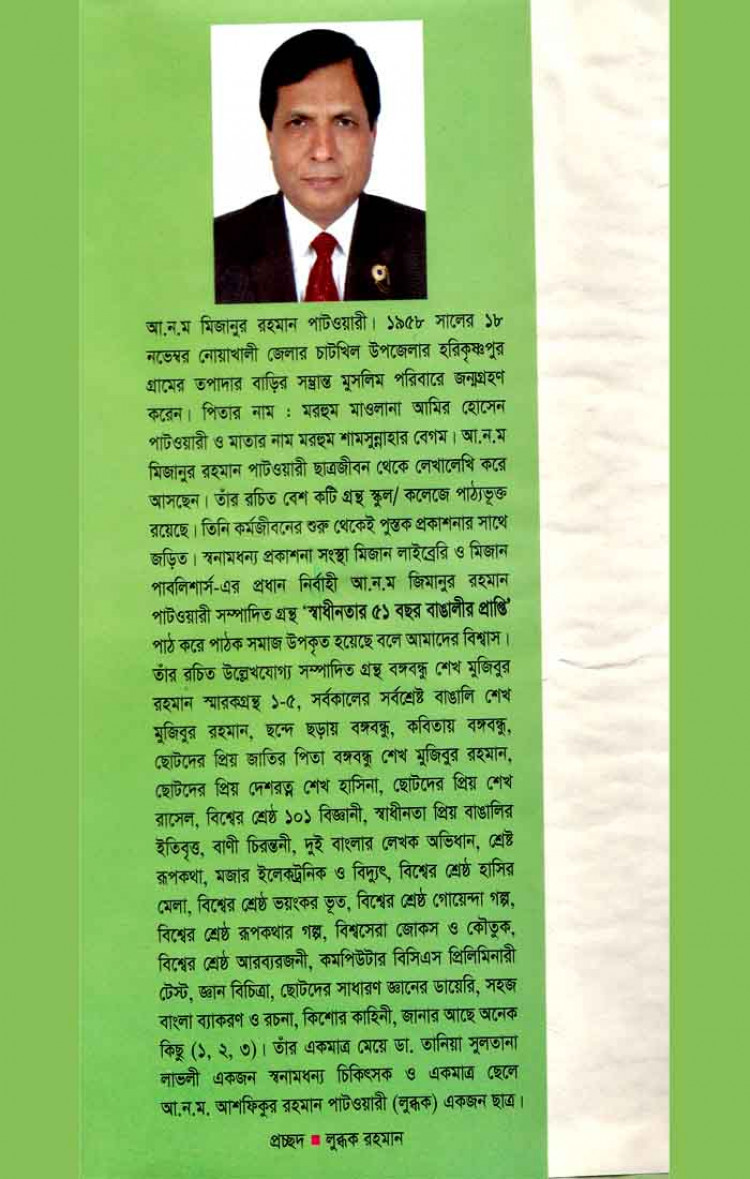 আ.ন.ম মিজানুর রহমান পাটওয়ারী। ১৯৫৮ সালের ১৮
নভেম্বর নোয়াখালী জেলার চাটখিল উপজেলার হরিকৃষ্ণপুর
গ্রামের তপাদার বাড়ির সম্ভ্রান্ত মুসলিম পরিবারে জন্মগ্রহণ
করেন। পিতার নাম : মরহুম মাওলানা আমির হোসেন
পাটওয়ারী ও মাতার নাম মরহুম শামসুন্নাহার বেগম। আ.ন.ম
মিজানুর রহমান পাটওয়ারী ছাত্রজীবন থেকে লেখালেখি করে
আসছেন। তাঁর রচিত বেশ কটি গ্রন্থ স্কুল/ কলেজে পাঠ্যভূক্ত
রয়েছে। তিনি কর্মজীবনের শুরু থেকেই পুস্তক প্রকাশনার সাথে
জড়িত। স্বনামধন্য প্রকাশনা সংস্থা মিজান লাইব্রেরি ও মিজান
পাবলিশার্স-এর প্রধান নির্বাহী আ.ন.ম জিমানুর রহমান
পাটওয়ারী সম্পাদিত গ্রন্থ ‘স্বাধীনতার ৫১ বছর বাঙালীর প্রাপ্তি’
পাঠ করে পাঠক সমাজ উপকৃত হয়েছে বলে আমাদের বিশ্বাস।
তাঁর রচিত উল্লেখযোগ্য সম্পাদিত গ্রন্থ বঙ্গবন্ধু শেখ মুজিবুর
রহমান স্মারকগ্রন্থ ১-৫, সর্বকালের সর্বশ্রেষ্ট বাঙালি শেখ
মুজিবুর রহমান, ছন্দে ছড়ায় বঙ্গবন্ধু, কবিতায় বঙ্গবন্ধু,
ছোটদের প্রিয় জাতির পিতা বঙ্গবন্ধু শেখ মুজিবুর রহমান,
ছোটদের প্রিয় দেশরত্ন শেখ হাসিনা, ছোটদের প্রিয় শেখ
রাসেল, বিশ্বের শ্রেষ্ঠ ১০১ বিজ্ঞানী, স্বাধীনতা প্রিয় বাঙালির
ইতিবৃত্ত, বাণী চিরন্তনী, দুই বাংলার লেখক অভিধান, শ্রেষ্ট
রূপকথা, মজার ইলেকট্রনিক ও বিদ্যুৎ, বিশ্বের শ্রেষ্ঠ হাসির
মেলা, বিশ্বের শ্রেষ্ঠ ভয়ংকর ভূত, বিশ্বের শ্রেষ্ঠ গোয়েন্দা গল্প,
বিশ্বের শ্রেষ্ঠ রূপকথার গল্প, বিশ্বসেরা জোকস ও কৌতুক,
বিশ্বের শ্রেষ্ঠ আরব্যরজনী, কমপিউটার বিসিএস প্রিলিমিনারী
টেস্ট, জ্ঞান বিচিত্রা, ছোটদের সাধারণ জ্ঞানের ডায়েরি, সহজ
বাংলা ব্যাকরণ ও রচনা, কিশোর কাহিনী, জানার আছে অনেক
কিছু (১, ২, ৩)। তাঁর একমাত্র মেয়ে ডা. তানিয়া সুলতানা
লাভলী একজন স্বনামধন্য চিকিৎসক ও একমাত্র ছেলে
আ.ন.ম. আশফিকুর রহমান পাটওয়ারী (লুব্ধক) একজন ছাত্র।
প্রচ্ছদ ■ লুব্ধক রহমান